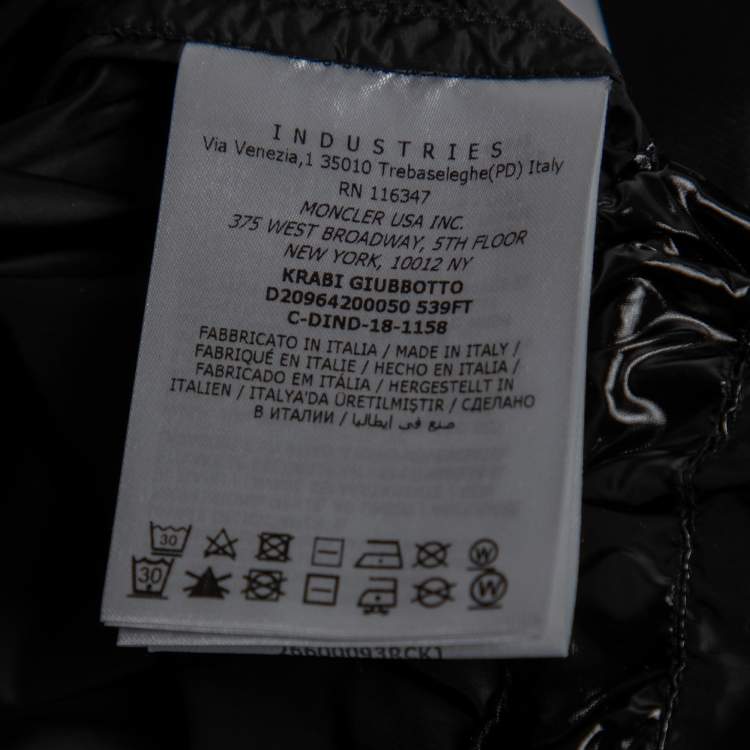 INDUSTRIES
Via Venezia,1 35010 Trebaseleghe(PD) Italy
RN 116347
MONCLER USA INC.
375 WEST BROADWAY, 5TH FLOOR
NEW YORK, 10012 NY
KRABI GIUBBOTTO
D20964200050 539FT
C-DIND-18-1158
FABBRICATO IN ITALIA / MADE IN ITALY /
FABRIQUÉ EN ITALIE / HECHO EN ITALIA /
FABRICADO EM ITÁLIA / HERGESTELLT IN
ITALIEN / ITALYA'DA ÜRETILMIŞTIR / СДЕЛАНО
В ИТАЛИИ / صنع في ايطاليا
30 W
30 W